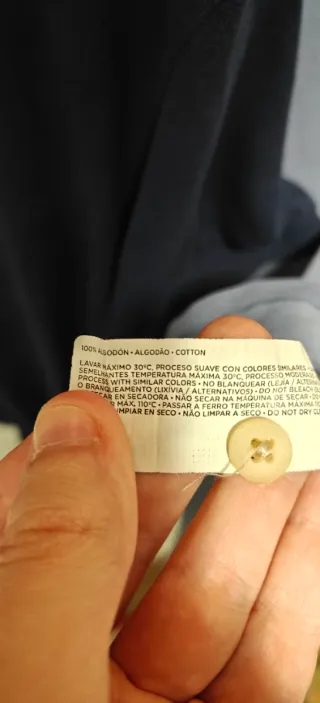 100% ALGODÓN • ALGODÃO • COTTON
LAVAR MÁXIMO 30ºC, PROCESO SUAVE CON COLORES SIMILARES •
SEMELHANTES TEMPERATURA MÁXIMA 30ºC, PROCESSO MODERADO
PROCESS WITH SIMILAR COLORS • NO BLANQUEAR (LEJÍA / ALTERNATIVOS)
O BRANQUEAMENTO (LIXÍVIA / ALTERNATIVOS) • DO NOT BLEACH
SECAR EN SECADORA • NÃO SECAR NA MÁQUINA DE SECAR • DO
MÁX. 110ºC • PASSAR A FERRO TEMPERATURA MÁXIMA
LIMPIAR EN SECO • NÃO LIMPAR A SECO • DO NOT DRY